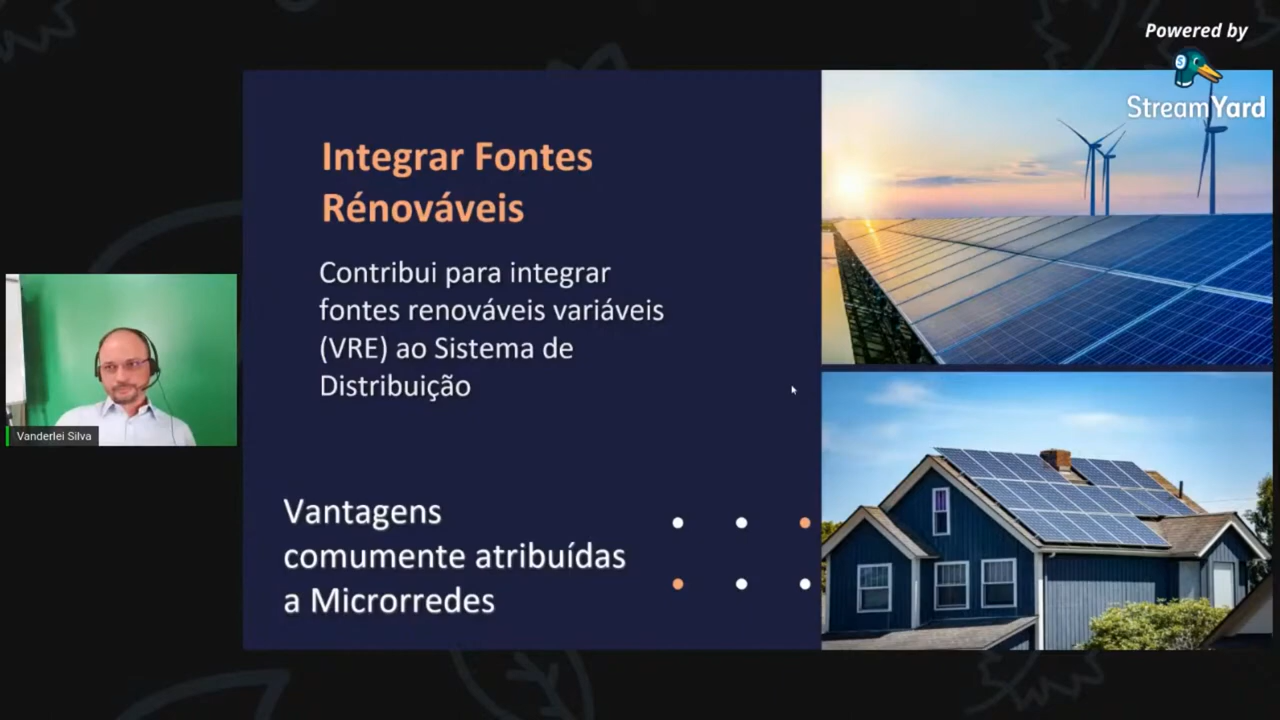 Powered by
StreamYard
Integrar Fontes
Rénováveis
Contribui para integrar
fontes renováveis variáveis
(VRE) ao Sistema de
Distribuição
Vanderlei Silva
Vantagens
comumente atribuídas
a Microrredes